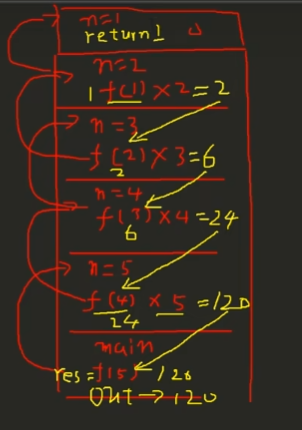 n=1
return 1
n=2
1 f(1) × 2 = 2
n=3
f(2) × 3 = 6
2
n=4
f(3) × 4 = 24
6
n=5
f(4) × 5 = 120
24
main
res = f(5) 120
Out → 120